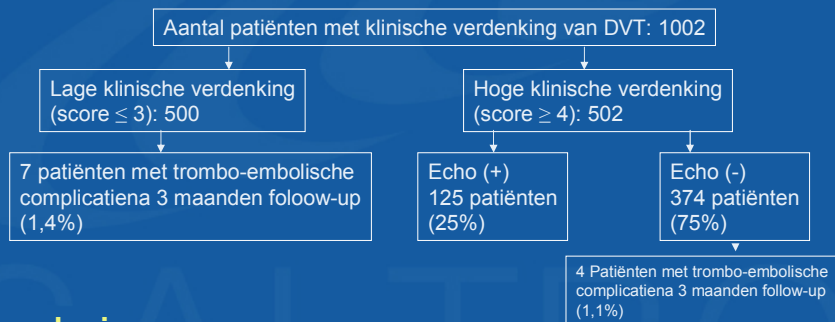 Aantal patiënten met klinische verdenking van DVT: 1002
Lage klinische verdenking
(score ≤ 3): 500
Hoge klinische verdenking
(score ≥ 4): 502
7 patiënten met trombo-embolische
complicatiena 3 maanden foloow-up
(1,4%)
Echo (+)
125 patiënten
(25%)
Echo (-)
374 patiënten
(75%)
4 Patiënten met trombo-embolische
complicatiena 3 maanden follow-up
(1,1%)